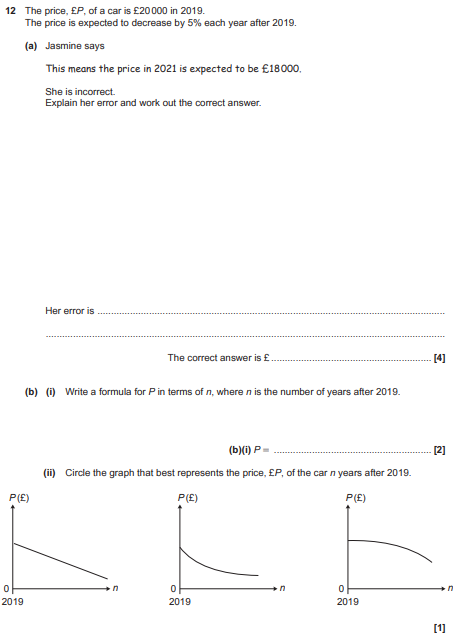 12 The price, £P, of a car is £20000 in 2019.
The price is expected to decrease by 5% each year after 2019.
(a) Jasmine says
This means the price in 2021 is expected to be £18000.
She is incorrect.
Explain her error and work out the correct answer.
Her error is ................................................................
................................................................
The correct answer is £ ................................................ [4]
(b) (i) Write a formula for P in terms of n, where n is the number of years after 2019.
(b)(i) P = ................................................ [2]
(ii) Circle the graph that best represents the price, £P, of the car n years after 2019.
P (£) P (£) P (£)
0 n 0 n 0 n
2019 2019 2019
[1]